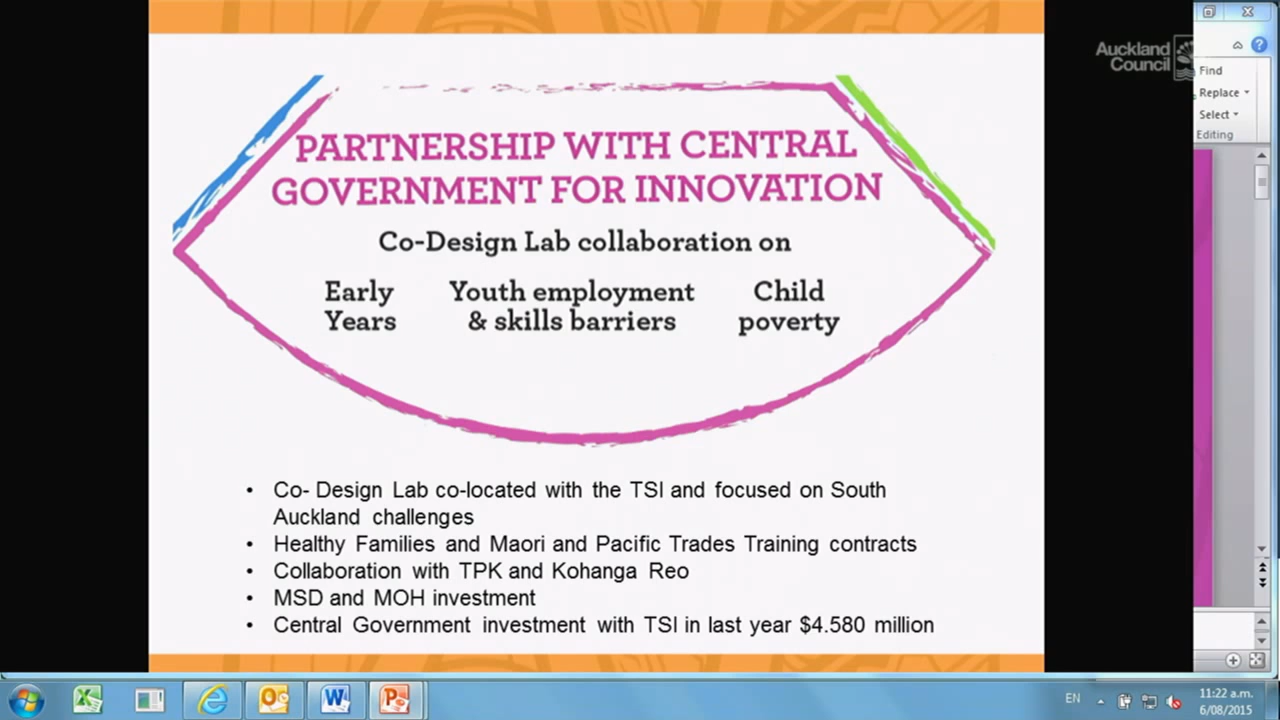 Auckland
Council
PARTNERSHIP WITH CENTRAL
GOVERNMENT FOR INNOVATION
Co-Design Lab collaboration on
Early
Years
Youth employment
& skills barriers
Child
poverty
• Co- Design Lab co-located with the TSI and focused on South
Auckland challenges
• Healthy Families and Maori and Pacific Trades Training contracts
• Collaboration with TPK and Kohanga Reo
• MSD and MOH investment
• Central Government investment with TSI in last year $4.580 million
Find
Replace
Select
Editing
EN
11:22 a.m.
6/08/2015